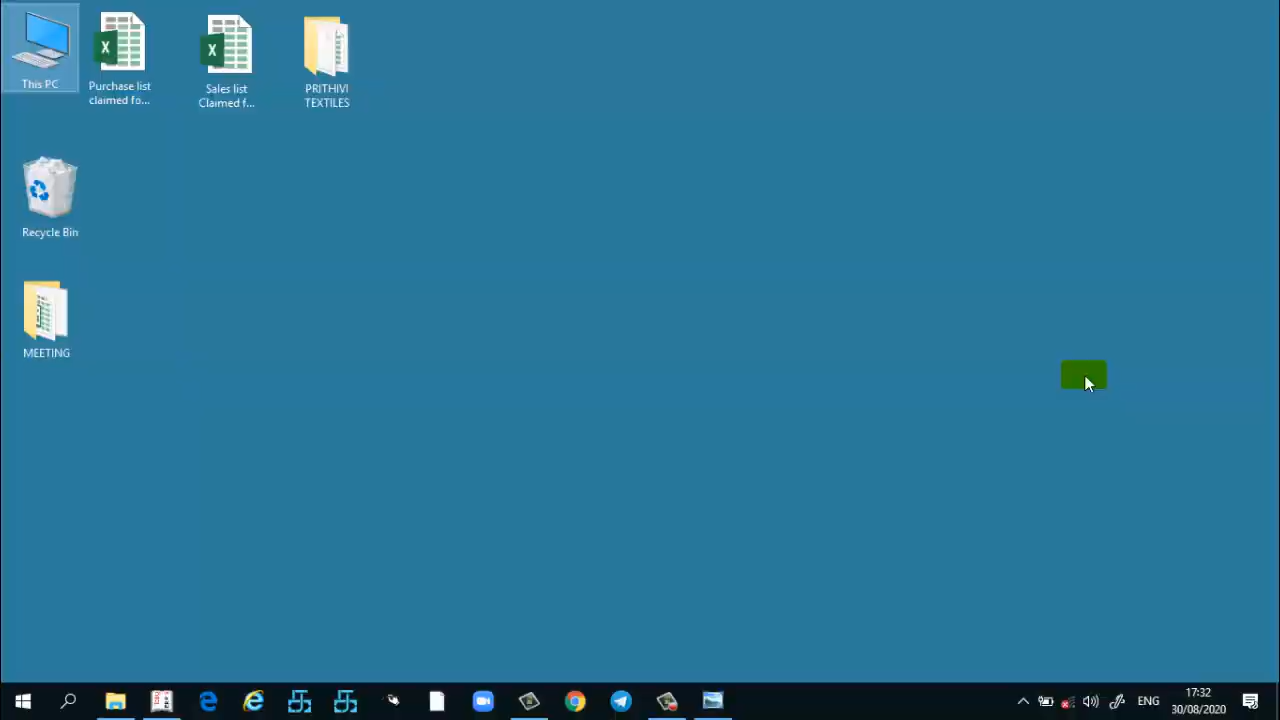 This PC
Purchase list
claimed fo...
Sales list
Claimed f...
PRITHIVI
TEXTILES
Recycle Bin
MEETING
ENG
17:32
30/08/2020